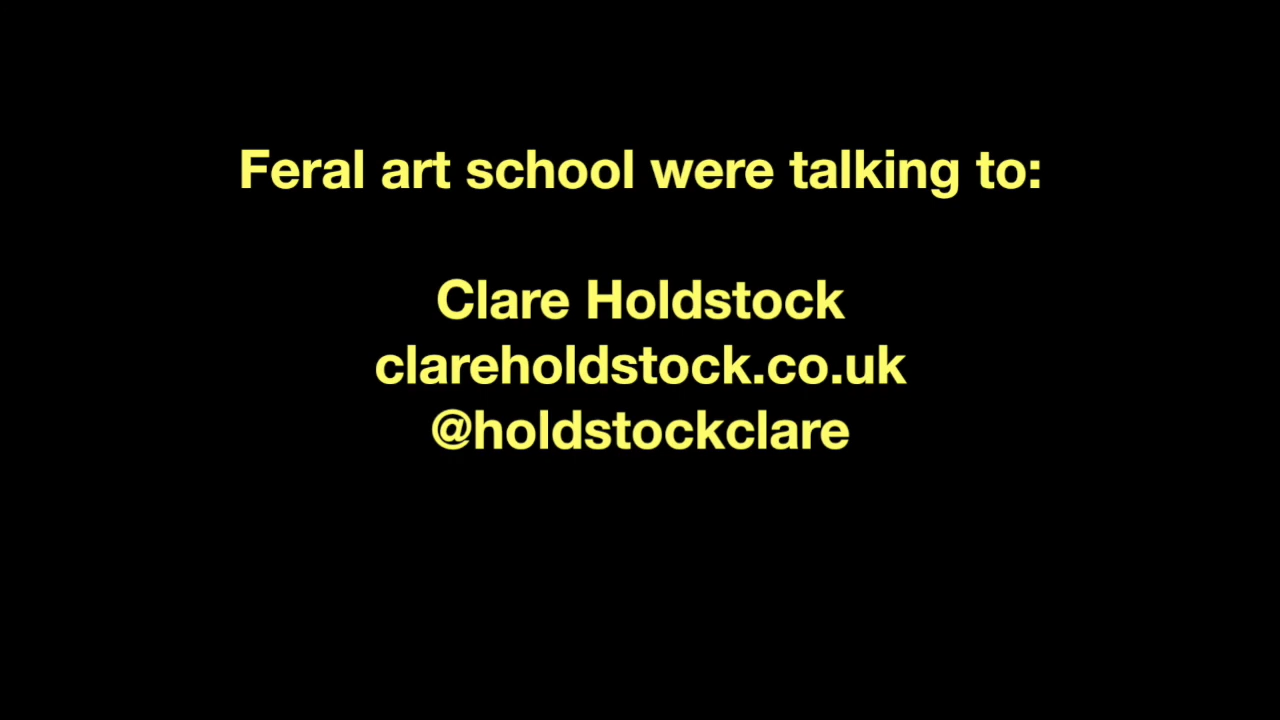 Feral art school were talking to:
Clare Holdstock
clareholdstock.co.uk
@holdstockclare